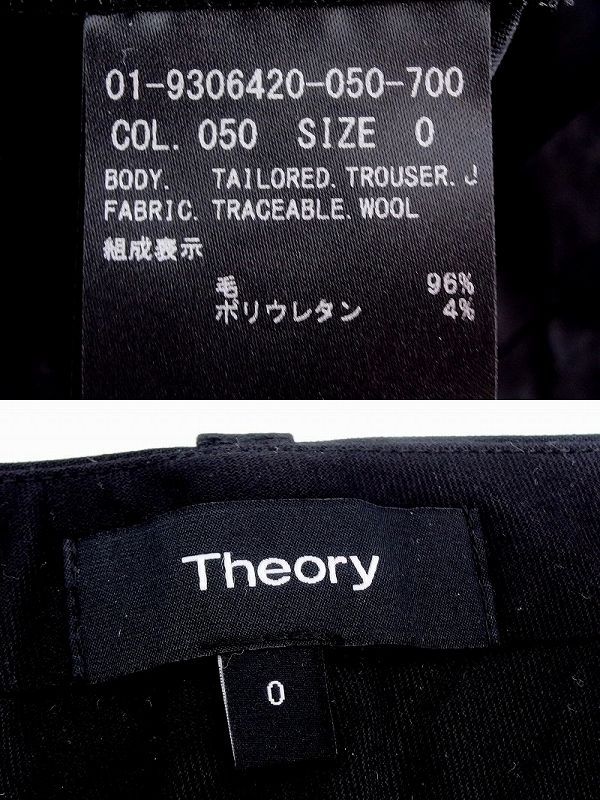 01-9306420-050-700
COL. 050 SIZE 0
BODY. TAILORED. TROUSER. J
FABRIC. TRACEABLE. WOOL
組成表示
毛 96%
ポリウレタン 4%
Theory
0